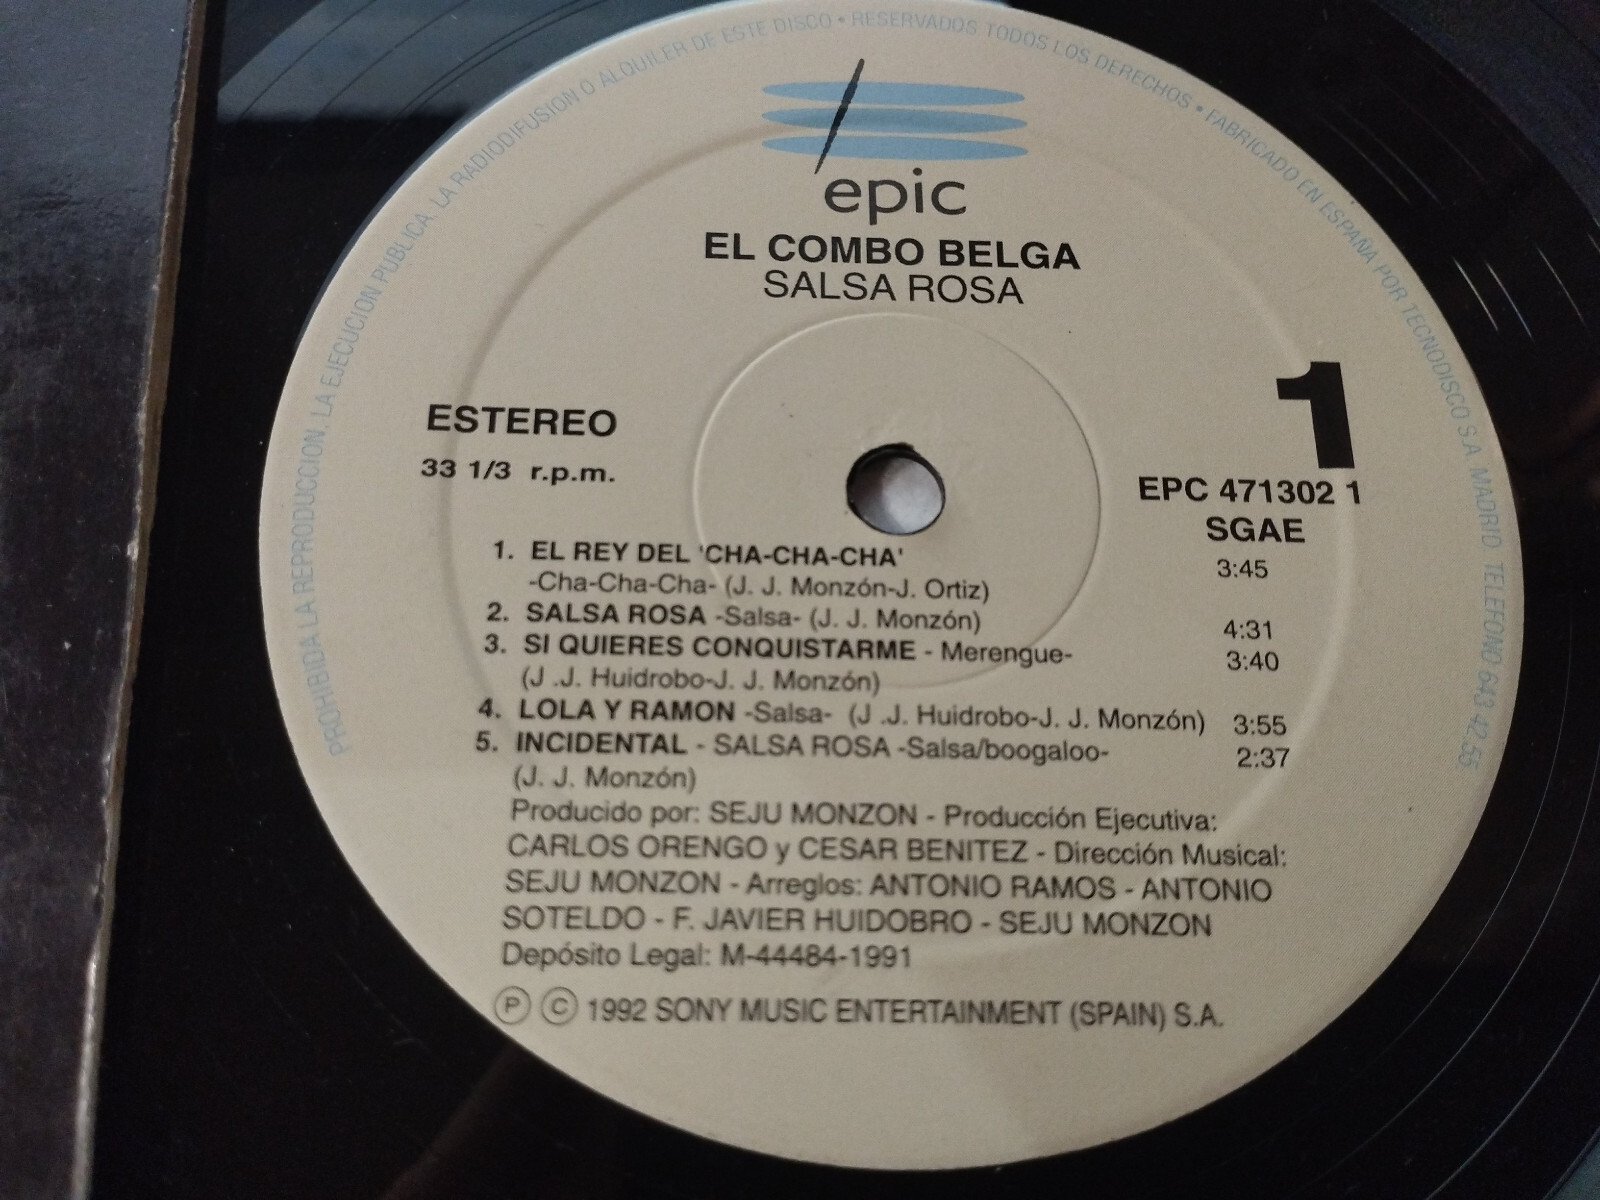 PROHIBIDA LA REPRODUCCION, LA EJECUCION PUBLICA, LA RADIODIFUSION O ALQUILER DE ESTE DISCO • RESERVADOS TODOS LOS DERECHOS • FABRICADO EN ESPAÑA POR TECNODISCO S.A. MADRID TELEFONO 643 42 55
epic
EL COMBO BELGA
SALSA ROSA
ESTEREO
33 1/3 r.p.m.
1
EPC 471302 1
SGAE
1. EL REY DEL 'CHA-CHA-CHA' 3:45
-Cha-Cha-Cha- (J. J. Monzón-J. Ortiz)
2. SALSA ROSA -Salsa- (J. J. Monzón) 4:31
3. SI QUIERES CONQUISTARME - Merengue- 3:40
(J .J. Huidrobo-J. J. Monzón)
4. LOLA Y RAMON -Salsa- (J .J. Huidrobo-J. J. Monzón) 3:55
5. INCIDENTAL - SALSA ROSA -Salsa/boogaloo- 2:37
(J. J. Monzón)
Producido por: SEJU MONZON - Producción Ejecutiva:
CARLOS ORENGO y CESAR BENITEZ - Dirección Musical:
SEJU MONZON - Arreglos: ANTONIO RAMOS - ANTONIO
SOTELDO - F. JAVIER HUIDOBRO - SEJU MONZON
Depósito Legal: M-44484-1991
Ⓟ Ⓒ 1992 SONY MUSIC ENTERTAINMENT (SPAIN) S.A.